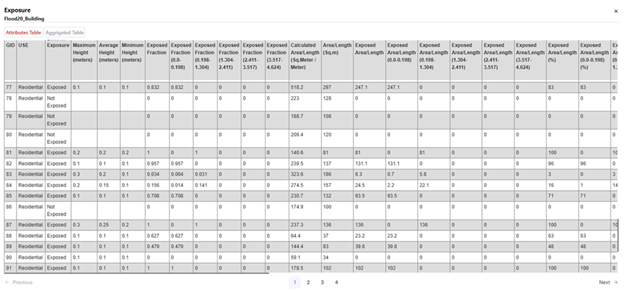 Exposure
Flood20_Building
×
Attributes Table Aggregated Table
GID USE Exposure Maximum Height (meters) Average Height (meters) Minimum Height (meters) Exposed Fraction Exposed Fraction (0.0-0.198) Exposed Fraction (0.198-1.304) Exposed Fraction (1.304-2.411) Exposed Fraction (2.411-3.517) Exposed Fraction (3.517-4.624) Calculated Area/Length (Sq.Meter / Meter) Area/Length (Sq.m) Exposed Area/Length Exposed Area/Length (0.0-0.198) Exposed Area/Length (0.198-1.304) Exposed Area/Length (1.304-2.411) Exposed Area/Length (2.411-3.517) Exposed Area/Length (3.517-4.624) Exposed Area/Length (%) Exposed Area/Length (0.0-0.198) (%)
77 Residential Exposed 0.1 0.1 0.1 0.832 0.832 0 0 0 0 518.2 297 247.1 247.1 0 0 0 0 83 83 0
78 Residential Not Exposed 0 0 0 0 0 0 223 128 0 0 0 0 0 0 0 0 0
79 Residential Not Exposed 0 0 0 0 0 0 188.7 108 0 0 0 0 0 0 0 0 0
80 Residential Not Exposed 0 0 0 0 0 0 209.4 120 0 0 0 0 0 0 0 0 0
81 Residential Exposed 0.2 0.2 0.2 1 0 1 0 0 0 140.6 81 81 0 81 0 0 0 100 0 10
82 Residential Exposed 0.1 0.1 0.1 0.957 0.957 0 0 0 0 239.5 137 131.1 131.1 0 0 0 0 96 96 0
83 Residential Exposed 0.3 0.2 0.1 0.034 0.004 0.031 0 0 0 323.6 186 6.3 0.7 5.8 0 0 0 3 0 3
84 Residential Exposed 0.2 0.15 0.1 0.156 0.014 0.141 0 0 0 274.5 157 24.5 2.2 22.1 0 0 0 16 1 14
85 Residential Exposed 0.1 0.1 0.1 0.708 0.708 0 0 0 0 230.7 132 93.5 93.5 0 0 0 0 71 71 0
86 Residential Not Exposed 0 0 0 0 0 0 174.9 100 0 0 0 0 0 0 0 0 0
87 Residential Exposed 0.3 0.25 0.2 1 0 1 0 0 0 237.3 136 136 0 136 0 0 0 100 0 10
88 Residential Exposed 0.1 0.1 0.1 0.627 0.627 0 0 0 0 64.4 37 23.2 23.2 0 0 0 0 63 63 0
89 Residential Exposed 0.1 0.1 0.1 0.479 0.479 0 0 0 0 144.4 83 39.8 39.8 0 0 0 0 48 48 0
90 Residential Exposed 0.1 0.1 0.1 0 0 0 0 0 0 59.1 34 0 0 0 0 0 0 0 0 0
91 Residential Exposed 0.1 0.1 0.1 1 1 0 0 0 0 178.5 102 102 102 0 0 0 0 100 100 0
← Previous 1 2 3 4 Next →